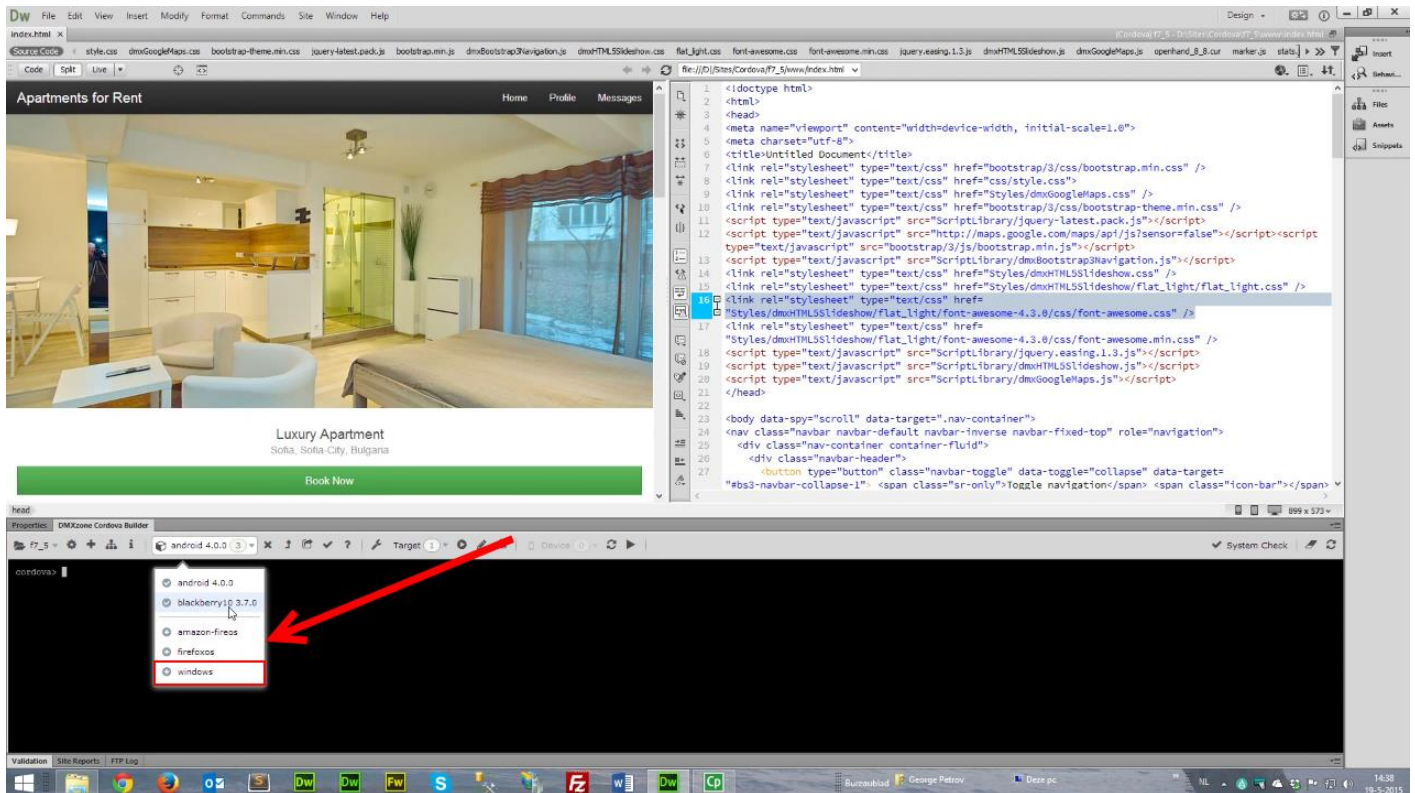 Dw File Edit View Insert Modify Format Commands Site Window Help
Design
index.html ×
Source Code style.css dmxGoogleMaps.css bootstrap-theme.min.css jquery-latest.pack.js bootstrap.min.js dmxBootstrap3Navigation.js dmxHTML5Slideshow.css flat_light.css font-awesome.css font-awesome.min.css jquery.easing.1.3.js dmxHTML5Slideshow.js dmxGoogleMaps.js openhand_8_8.cur marker.js stats.j
Code Split Live
file:///D|/Sites/Cordova/f7_5/www/index.html
Insert
Behavi...
Files
Assets
Snippets
Apartments for Rent
Home Profile Messages
Luxury Apartment
Sofia, Sofia-City, Bulgaria
Book Now
1 <!doctype html>
2 <html>
3 <head>
4 <meta name="viewport" content="width=device-width, initial-scale=1.0">
5 <meta charset="utf-8">
6 <title>Untitled Document</title>
7 <link rel="stylesheet" type="text/css" href="bootstrap/3/css/bootstrap.min.css" />
8 <link rel="stylesheet" type="text/css" href="css/style.css">
9 <link rel="stylesheet" type="text/css" href="Styles/dmxGoogleMaps.css" />
10 <link rel="stylesheet" type="text/css" href="bootstrap/3/css/bootstrap-theme.min.css" />
11 <script type="text/javascript" src="ScriptLibrary/jquery-latest.pack.js"></script>
12 <script type="text/javascript" src="http://maps.google.com/maps/api/js?sensor=false"></script><script
type="text/javascript" src="bootstrap/3/js/bootstrap.min.js"></script>
13 <script type="text/javascript" src="ScriptLibrary/dmxBootstrap3Navigation.js"></script>
14 <link rel="stylesheet" type="text/css" href="Styles/dmxHTML5Slideshow.css" />
15 <link rel="stylesheet" type="text/css" href="Styles/dmxHTML5Slideshow/flat_light/flat_light.css" />
16 <link rel="stylesheet" type="text/css" href=
"Styles/dmxHTML5Slideshow/flat_light/font-awesome-4.3.0/css/font-awesome.css" />
17 <link rel="stylesheet" type="text/css" href=
"Styles/dmxHTML5Slideshow/flat_light/font-awesome-4.3.0/css/font-awesome.min.css" />
18 <script type="text/javascript" src="ScriptLibrary/jquery.easing.1.3.js"></script>
19 <script type="text/javascript" src="ScriptLibrary/dmxHTML5Slideshow.js"></script>
20 <script type="text/javascript" src="ScriptLibrary/dmxGoogleMaps.js"></script>
21 </head>
22
23 <body data-spy="scroll" data-target=".nav-container">
24 <nav class="navbar navbar-default navbar-inverse navbar-fixed-top" role="navigation">
25 <div class="nav-container container-fluid">
26 <div class="navbar-header">
27 <button type="button" class="navbar-toggle" data-toggle="collapse" data-target=
"#bs3-navbar-collapse-1"> <span class="sr-only">Toggle navigation</span> <span class="icon-bar"></span>
head
899 x 573
Properties DMXzone Cordova Builder
f7_5 android 4.0.0 3 Target 1 Device 0 System Check
cordova>
android 4.0.0
blackberry10 3.7.0
amazon-fireos
firefoxos
windows
Validation Site Reports FTP Log
Bureaublad George Petrov Deze pc NL 14:38
19-5-2015